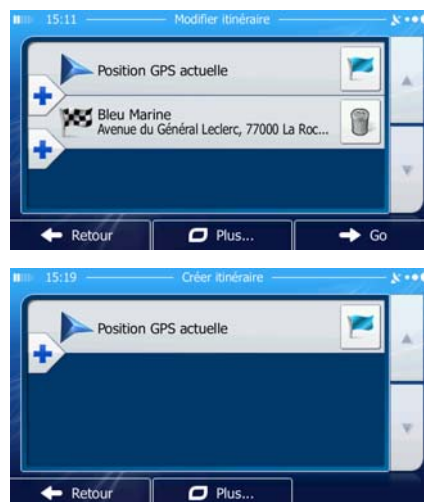 15:11 Modifier itinéraire
Position GPS actuelle
Bleu Marine
Avenue du Général Leclerc, 77000 La Roc...
Retour Plus... Go
15:19 Créer itinéraire
Position GPS actuelle
Retour Plus...